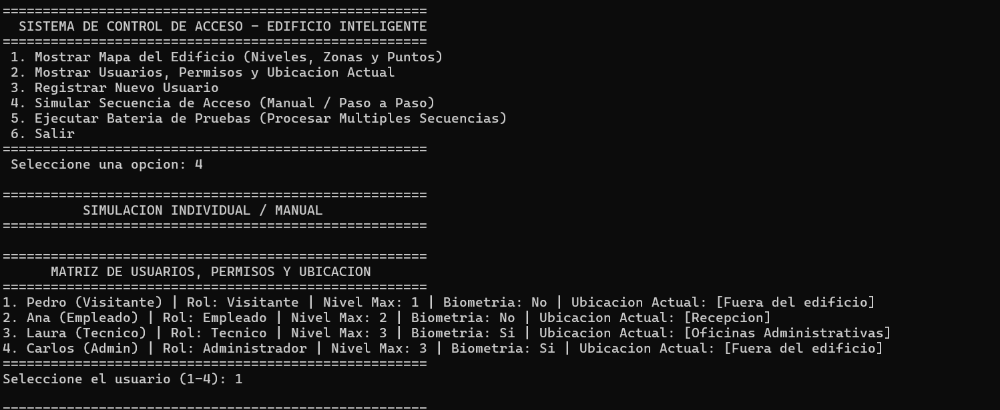 =====================================================
  SISTEMA DE CONTROL DE ACCESO - EDIFICIO INTELIGENTE
=====================================================
 1. Mostrar Mapa del Edificio (Niveles, Zonas y Puntos)
 2. Mostrar Usuarios, Permisos y Ubicacion Actual
 3. Registrar Nuevo Usuario
 4. Simular Secuencia de Acceso (Manual / Paso a Paso)
 5. Ejecutar Bateria de Pruebas (Procesar Multiples Secuencias)
 6. Salir
=====================================================
 Seleccione una opcion: 4

=====================================================
          SIMULACION INDIVIDUAL / MANUAL
=====================================================

=====================================================
      MATRIZ DE USUARIOS, PERMISOS Y UBICACION
=====================================================
1. Pedro (Visitante) | Rol: Visitante | Nivel Max: 1 | Biometria: No | Ubicacion Actual: [Fuera del edificio]
2. Ana (Empleado) | Rol: Empleado | Nivel Max: 2 | Biometria: No | Ubicacion Actual: [Recepcion]
3. Laura (Tecnico) | Rol: Tecnico | Nivel Max: 3 | Biometria: Si | Ubicacion Actual: [Oficinas Administrativas]
4. Carlos (Admin) | Rol: Administrador | Nivel Max: 3 | Biometria: Si | Ubicacion Actual: [Fuera del edificio]
=====================================================
Seleccione el usuario (1-4): 1

=====================================================